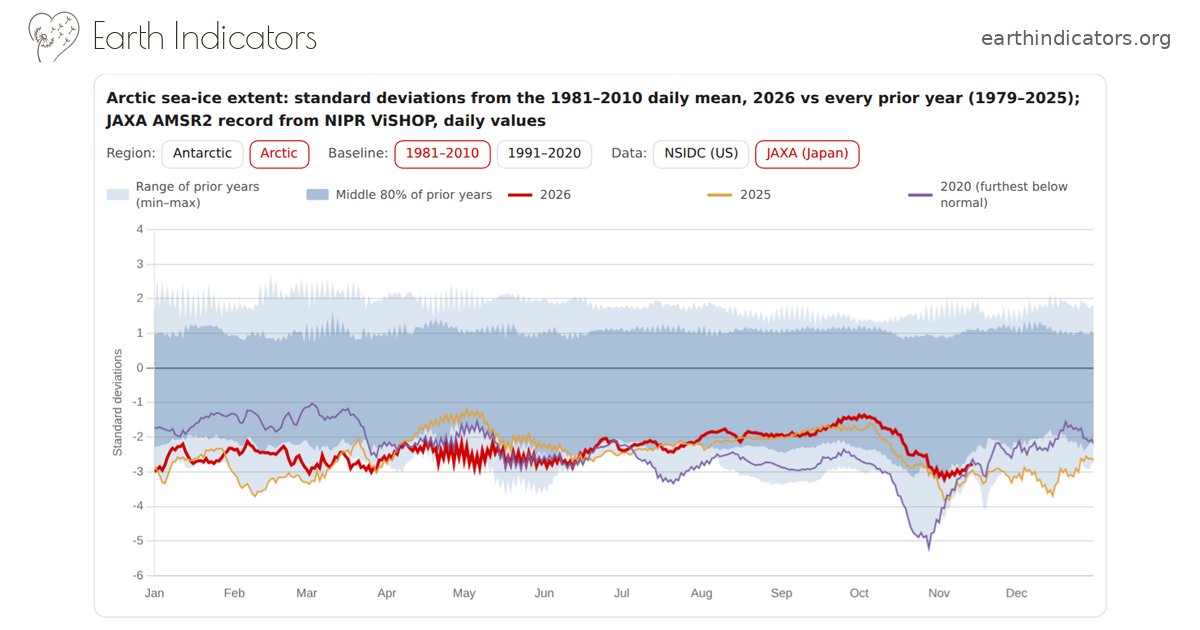 Earth Indicators
earthindicators.org
Arctic sea-ice extent: standard deviations from the 1981–2010 daily mean, 2026 vs every prior year (1979–2025);
JAXA AMSR2 record from NIPR ViSHOP, daily values
Region: Antarctic Arctic Baseline: 1981–2010 1991–2020 Data: NSIDC (US) JAXA (Japan)
Range of prior years
(min–max)
Middle 80% of prior years
2026
2025
2020 (furthest below
normal)
Standard deviations
4
3
2
1
0
-1
-2
-3
-4
-5
-6
Jan Feb Mar Apr May Jun Jul Aug Sep Oct Nov Dec